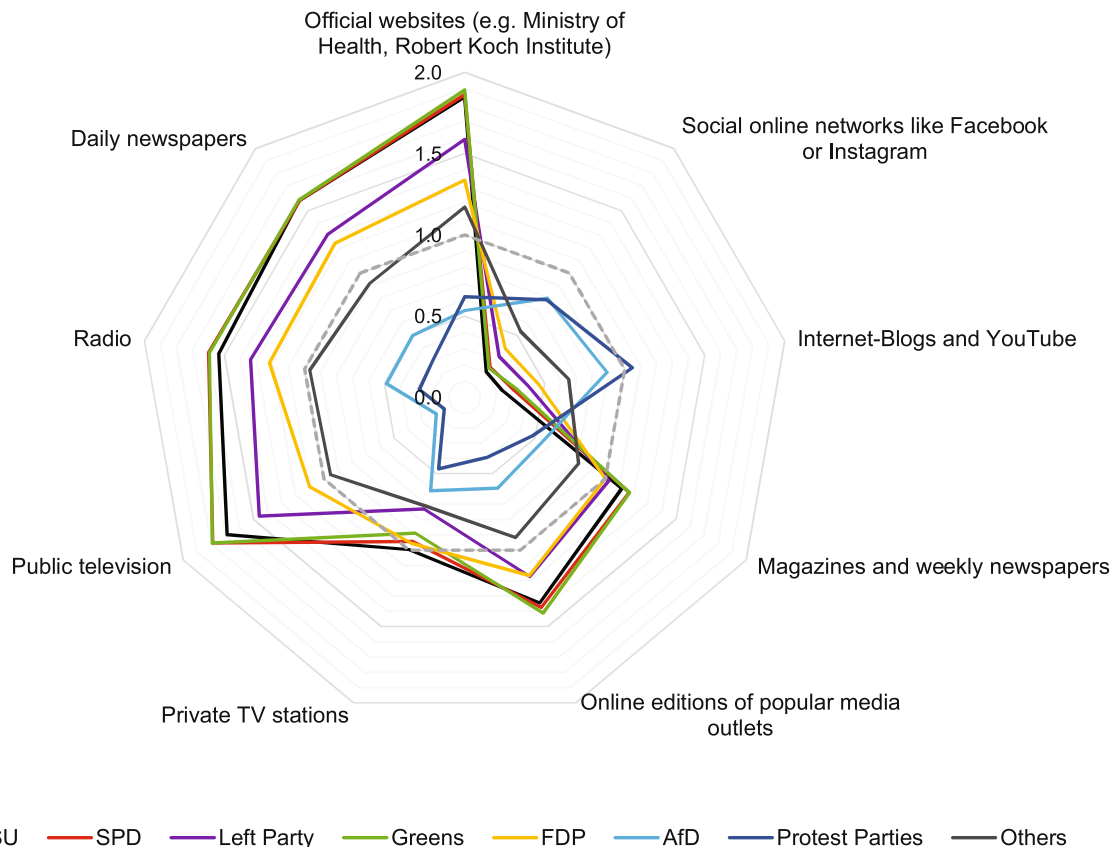 Official websites (e.g. Ministry of
Health, Robert Koch Institute)
2.0
Daily newspapers
Social online networks like Facebook
or Instagram
1.5
1.0
0.5
Radio
Internet-Blogs and YouTube
0.0
Public television
Magazines and weekly newspapers
Private TV stations
Online editions of popular media
outlets
SPD Left Party Greens FDP AfD Protest Parties Others